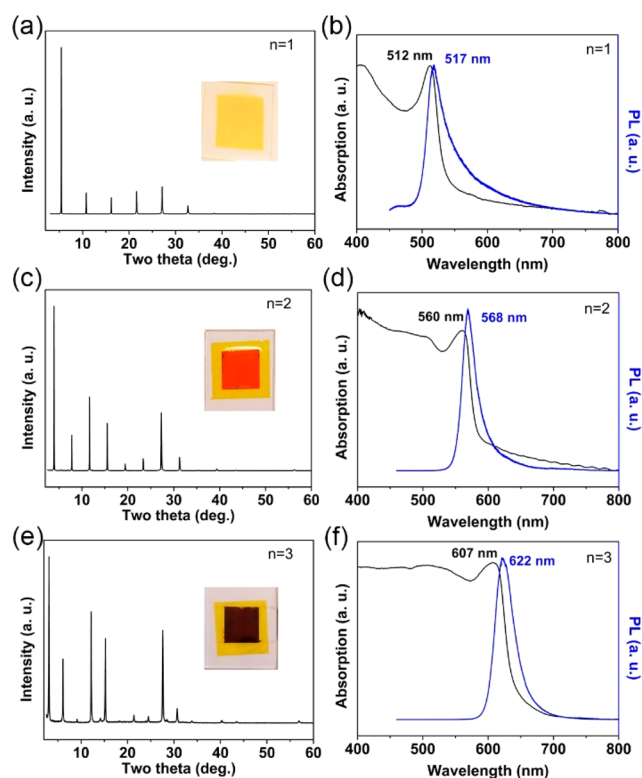 (a)
n=1
Intensity (a. u.)
10 20 30 40 50 60
Two theta (deg.)
(b)
n=1
512 nm
517 nm
Absorption (a. u.)
PL (a. u.)
400 500 600 700 800
Wavelength (nm)
(c)
n=2
Intensity (a. u.)
10 20 30 40 50 60
Two theta (deg.)
(d)
n=2
560 nm
568 nm
Absorption (a. u.)
PL (a. u.)
400 500 600 700 800
Wavelength (nm)
(e)
n=3
Intensity (a. u.)
10 20 30 40 50 60
Two theta (deg.)
(f)
607 nm
n=3
622 nm
Absorption (a. u.)
PL (a. u.)
400 500 600 700 800
Wavelength (nm)